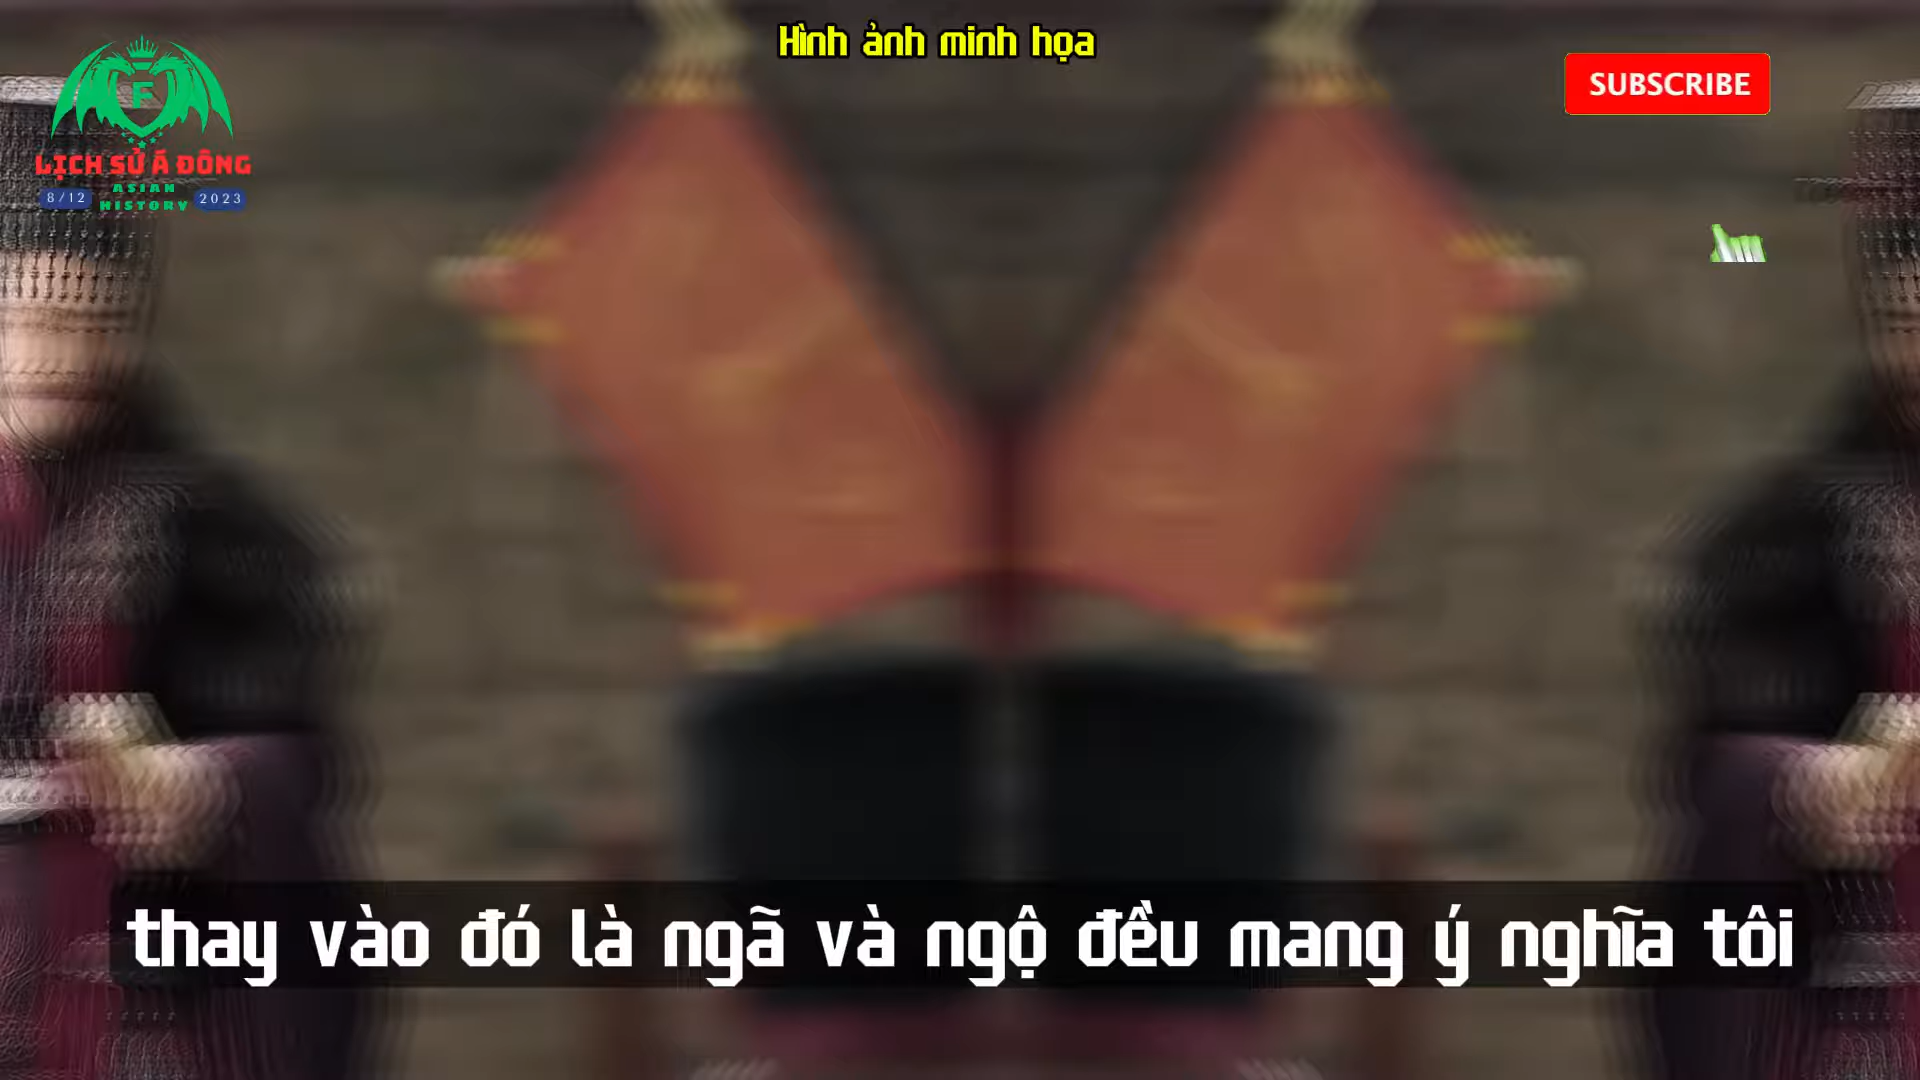 Hình ảnh minh họa
SUBSCRIBE
F
LỊCH SỬ Á ĐÔNG
8/12 ASIAN HISTORY 2023
thay vào đó là ngã và ngộ đều mang ý nghĩa tôi